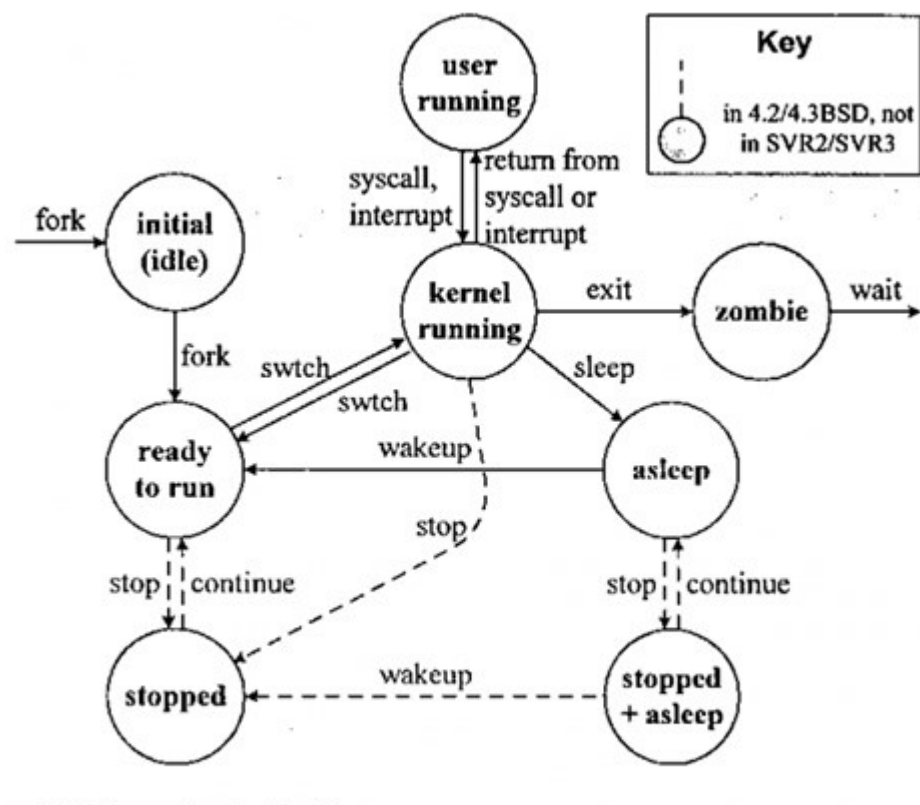 Key
in 4.2/4.3BSD, not
in SVR2/SVR3
user
running
syscall,
interrupt
return from
syscall or
interrupt
fork
initial
(idle)
kernel
running
exit
zombie
wait
fork
swtch
swtch
sleep
ready
to run
wakeup
asleep
stop
stop
continue
stop
continue
stopped
wakeup
stopped
+ asleep